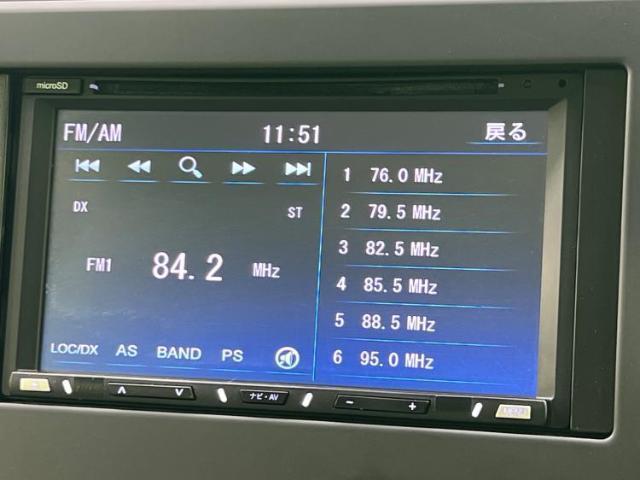 microSD
FM/AM 11:51 戻る
DX ST
FM1 84.2 MHz
LOC/DX AS BAND PS
1 76.0 MHz
2 79.5 MHz
3 82.5 MHz
4 85.5 MHz
5 88.5 MHz
6 95.0 MHz
ナビ・AV - +